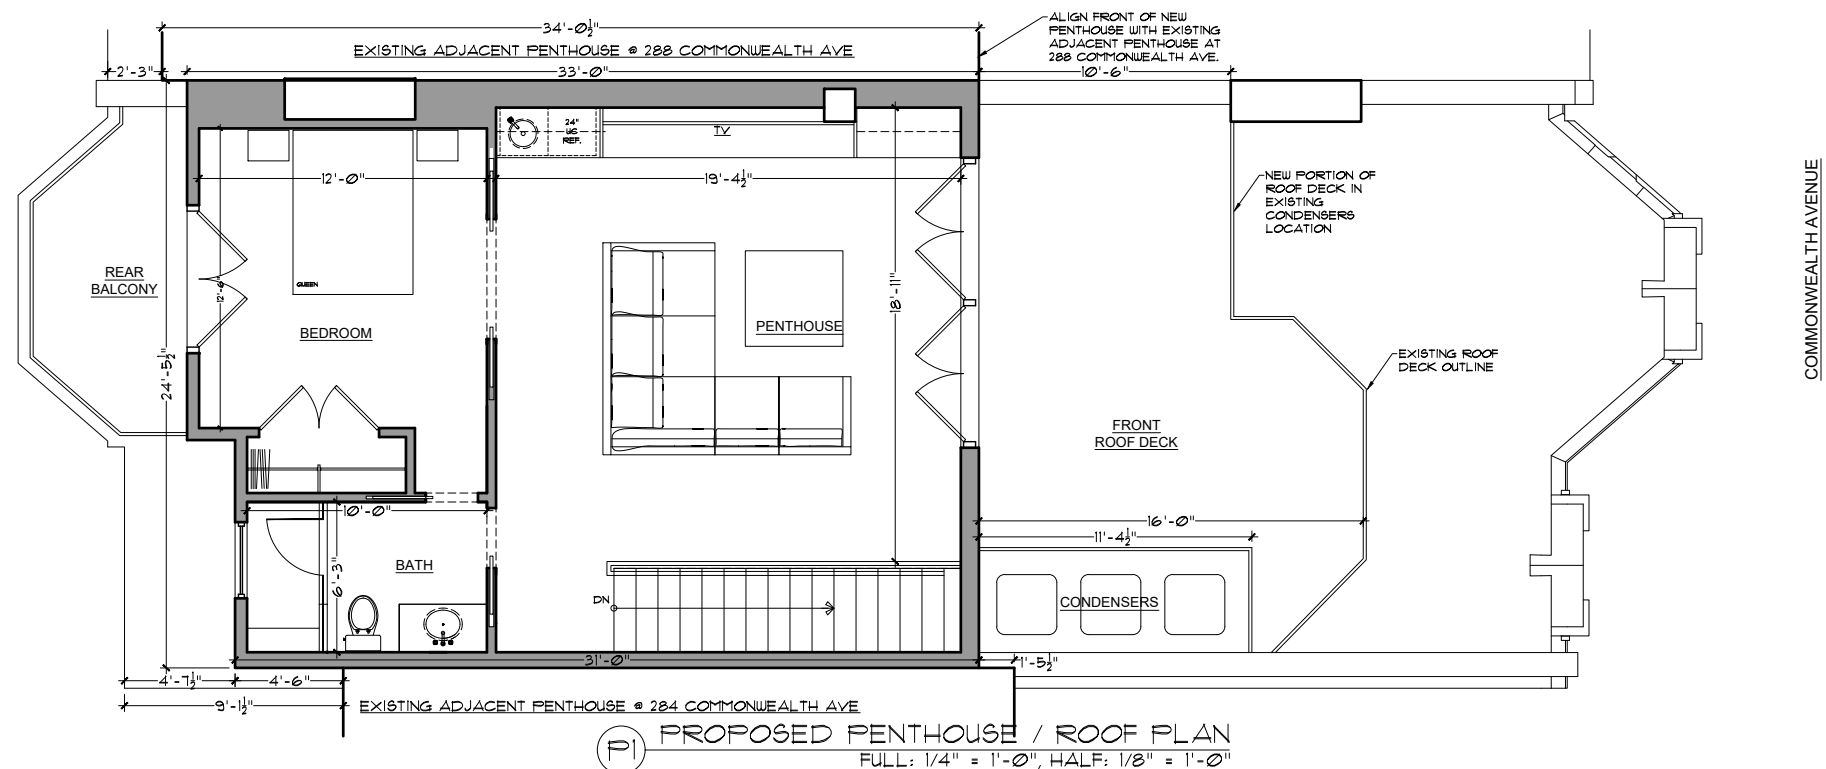 34'-0½"
EXISTING ADJACENT PENTHOUSE @ 288 COMMONWEALTH AVE
ALIGN FRONT OF NEW
PENTHOUSE WITH EXISTING
ADJACENT PENTHOUSE AT
288 COMMONWEALTH AVE.
2'-3"
33'-0"
10'-6"
24"
UC
REF.
TV
12'-0"
19'-4½"
NEW PORTION OF
ROOF DECK IN
EXISTING
CONDENSERS
LOCATION
COMMONWEALTH AVENUE
REAR
BALCONY
QUEEN
12'-6"
18'-11"
BEDROOM
PENTHOUSE
24'-5½"
EXISTING ROOF
DECK OUTLINE
FRONT
ROOF DECK
10'-0"
16'-0"
11'-4½"
BATH
6'-3"
DN
CONDENSERS
31'-0"
1'-5½"
4'-7½"
4'-6"
9'-1½"
EXISTING ADJACENT PENTHOUSE @ 284 COMMONWEALTH AVE
P1
PROPOSED PENTHOUSE / ROOF PLAN
FULL: 1/4" = 1'-0", HALF: 1/8" = 1'-0"